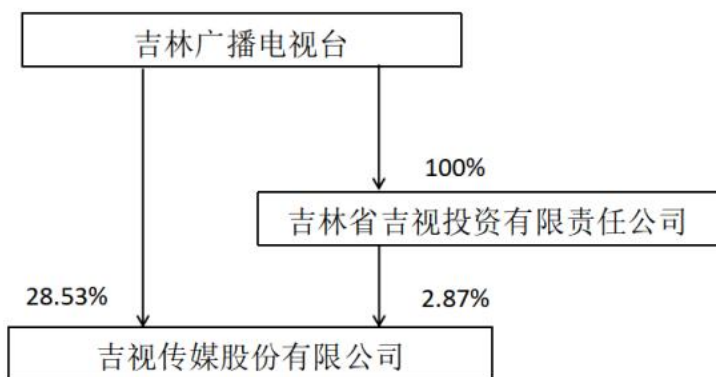 吉林广播电视台
100%
吉林省吉视投资有限责任公司
28.53%
2.87%
吉视传媒股份有限公司